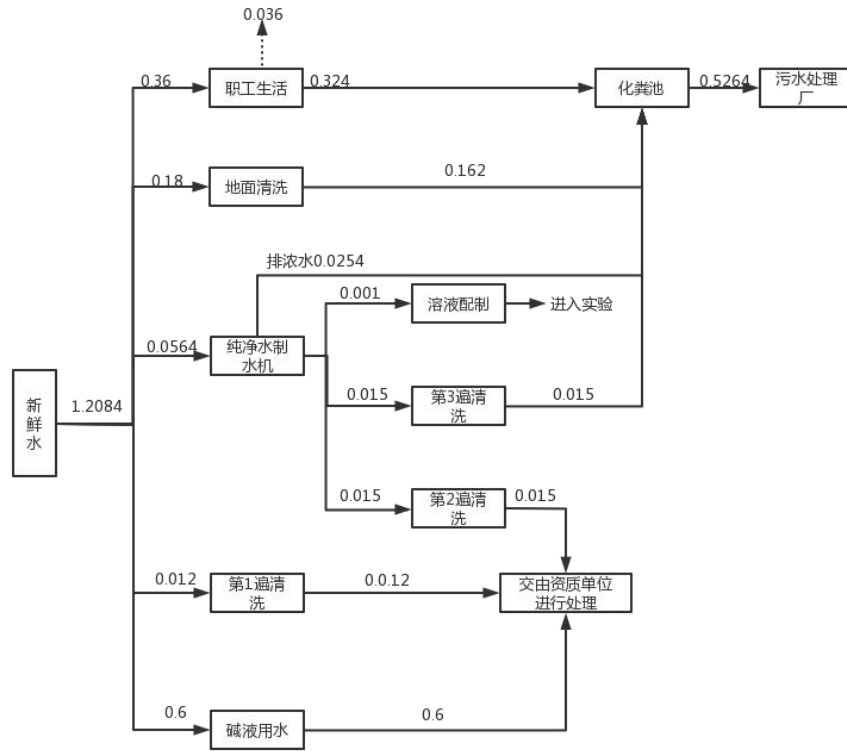 0.036
0.36
职工生活
0.324
化粪池
0.5264
污水处理
厂
0.18
地面清洗
0.162
排浓水0.0254
0.001
溶液配制
进入实验
0.0564
纯净水制
水机
新
鲜
水
1.2084
0.015
第3遍清
洗
0.015
0.015
第2遍清
洗
0.015
0.012
第1遍清
洗
0.0.12
交由资质单位
进行处理
0.6
碱液用水
0.6